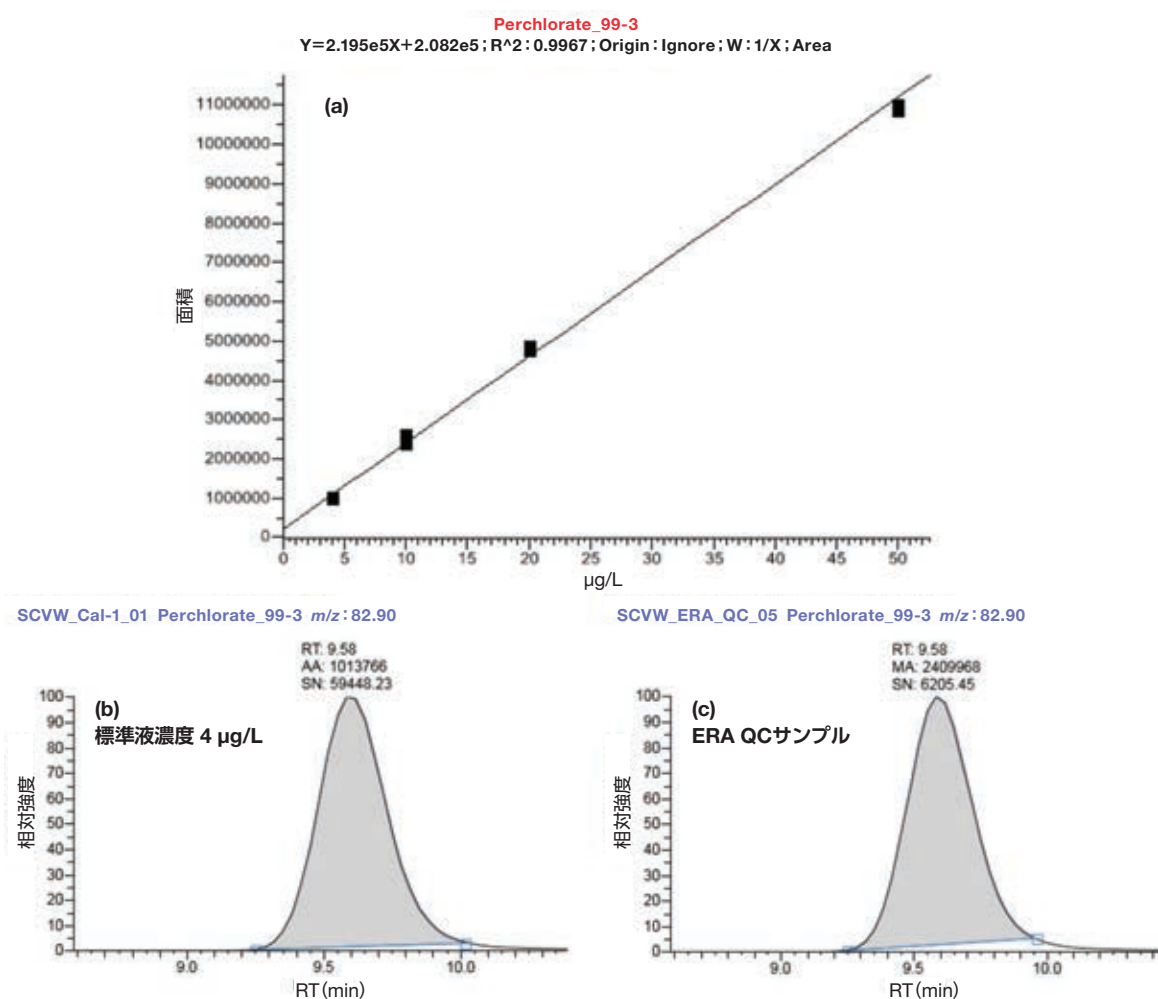 Perchlorate_99-3
Y=2.195e5X+2.082e5;R^2:0.9967;Origin:Ignore;W:1/X;Area
(a)
11000000
10000000
9000000
8000000
7000000
6000000
5000000
4000000
3000000
2000000
1000000
0
面積
0 5 10 15 20 25 30 35 40 45 50
µg/L
SCVW_Cal-1_01 Perchlorate_99-3 m/z:82.90
RT: 9.58
AA: 1013766
SN: 59448.23
(b)
標準液濃度 4 µg/L
100
90
80
70
60
50
40
30
20
10
0
相対強度
9.0 9.5 10.0
RT(min)
SCVW_ERA_QC_05 Perchlorate_99-3 m/z:82.90
RT: 9.58
MA: 2409968
SN: 6205.45
(c)
ERA QCサンプル
100
90
80
70
60
50
40
30
20
10
0
相対強度
9.0 9.5 10.0
RT(min)